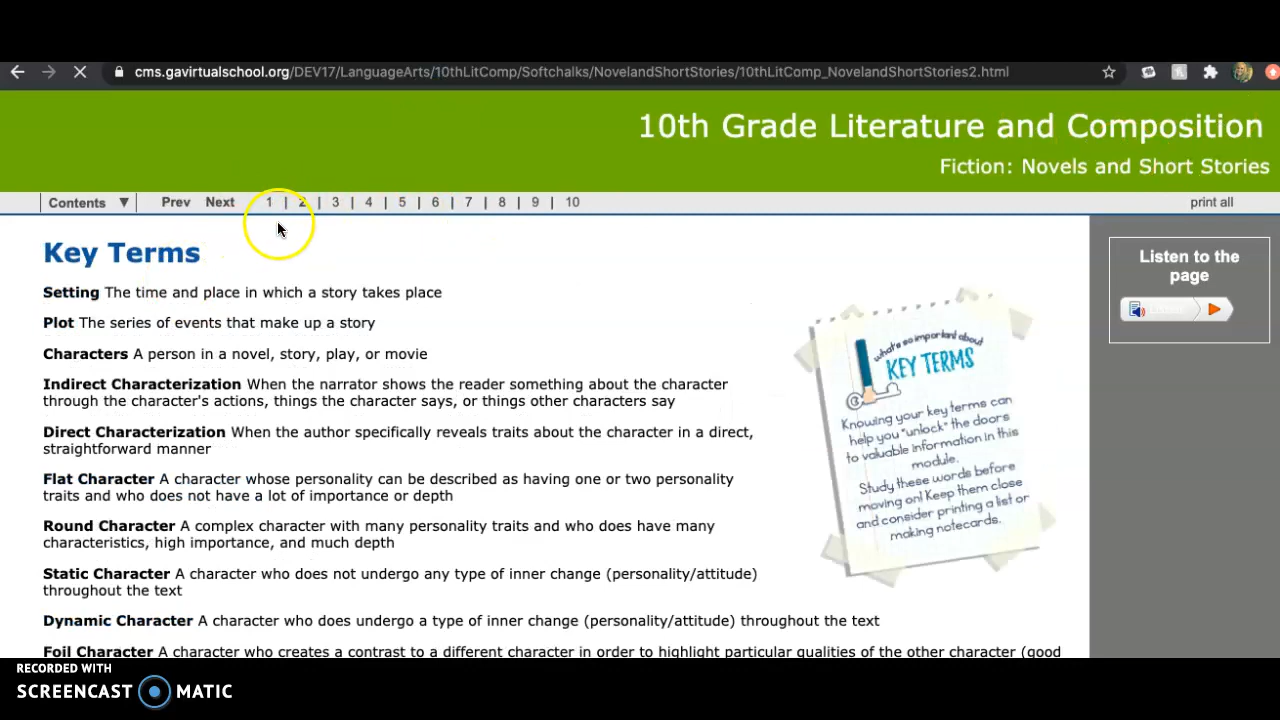 cms.gavirtualschool.org/DEV17/LanguageArts/10thLitComp/Softchalks/NovelandShortStories/10thLitComp_NovelandShortStories2.html
10th Grade Literature and Composition
Fiction: Novels and Short Stories
Contents ▼ Prev Next 1 | 2 | 3 | 4 | 5 | 6 | 7 | 8 | 9 | 10 print all
Key Terms
Setting The time and place in which a story takes place
Plot The series of events that make up a story
Characters A person in a novel, story, play, or movie
Indirect Characterization When the narrator shows the reader something about the character
through the character's actions, things the character says, or things other characters say
Direct Characterization When the author specifically reveals traits about the character in a direct,
straightforward manner
Flat Character A character whose personality can be described as having one or two personality
traits and who does not have a lot of importance or depth
Round Character A complex character with many personality traits and who does have many
characteristics, high importance, and much depth
Static Character A character who does not undergo any type of inner change (personality/attitude)
throughout the text
Dynamic Character A character who does undergo a type of inner change (personality/attitude) throughout the text
Foil Character A character who creates a contrast to a different character in order to highlight particular qualities of the other character (good
what's so important about
KEY TERMS
Knowing your key terms can
help you "unlock" the doors
to valuable information in this
module.
Study these words before
moving on! Keep them close
and consider printing a list or
making notecards.
Listen to the
page
Listen
RECORDED WITH
SCREENCAST MATIC